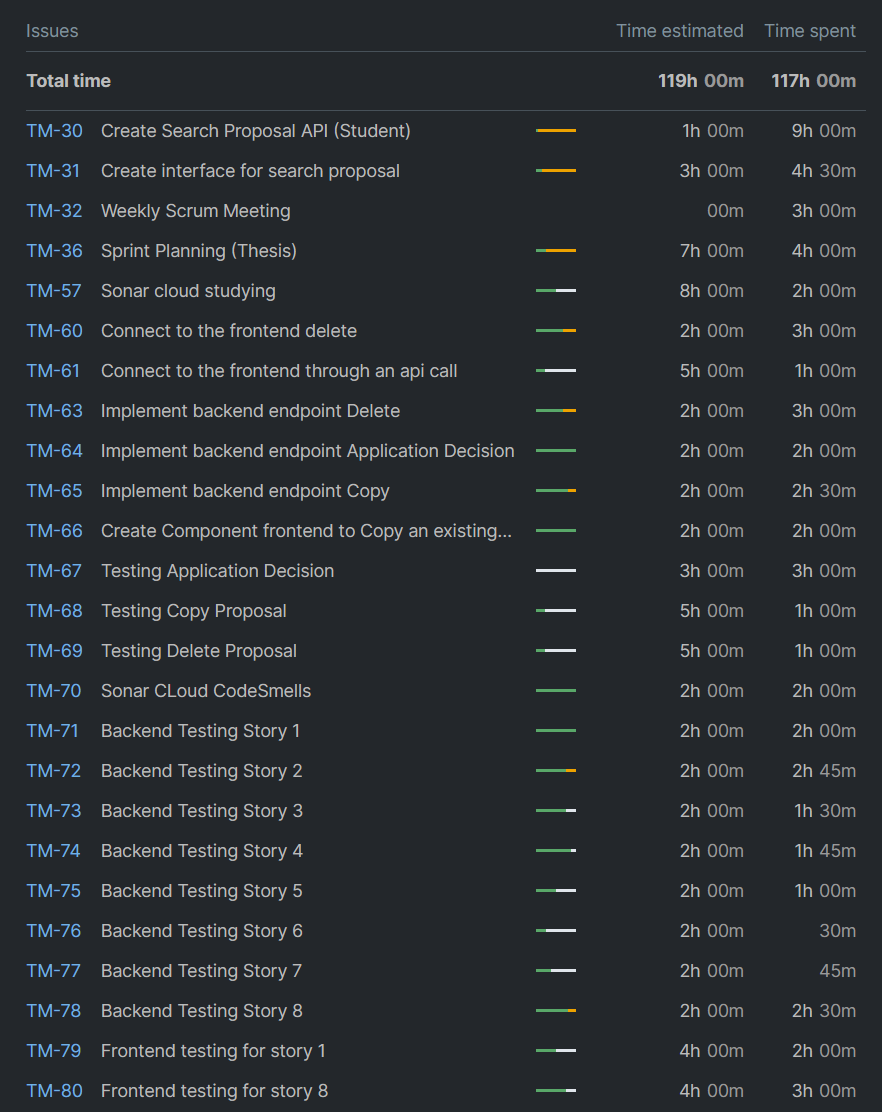 Issues Time estimated Time spent
Total time 119h 00m 117h 00m
TM-30 Create Search Proposal API (Student) 1h 00m 9h 00m
TM-31 Create interface for search proposal 3h 00m 4h 30m
TM-32 Weekly Scrum Meeting 00m 3h 00m
TM-36 Sprint Planning (Thesis) 7h 00m 4h 00m
TM-57 Sonar cloud studying 8h 00m 2h 00m
TM-60 Connect to the frontend delete 2h 00m 3h 00m
TM-61 Connect to the frontend through an api call 5h 00m 1h 00m
TM-63 Implement backend endpoint Delete 2h 00m 3h 00m
TM-64 Implement backend endpoint Application Decision 2h 00m 2h 00m
TM-65 Implement backend endpoint Copy 2h 00m 2h 30m
TM-66 Create Component frontend to Copy an existing... 2h 00m 2h 00m
TM-67 Testing Application Decision 3h 00m 3h 00m
TM-68 Testing Copy Proposal 5h 00m 1h 00m
TM-69 Testing Delete Proposal 5h 00m 1h 00m
TM-70 Sonar CLoud CodeSmells 2h 00m 2h 00m
TM-71 Backend Testing Story 1 2h 00m 2h 00m
TM-72 Backend Testing Story 2 2h 00m 2h 45m
TM-73 Backend Testing Story 3 2h 00m 1h 30m
TM-74 Backend Testing Story 4 2h 00m 1h 45m
TM-75 Backend Testing Story 5 2h 00m 1h 00m
TM-76 Backend Testing Story 6 2h 00m 30m
TM-77 Backend Testing Story 7 2h 00m 45m
TM-78 Backend Testing Story 8 2h 00m 2h 30m
TM-79 Frontend testing for story 1 4h 00m 2h 00m
TM-80 Frontend testing for story 8 4h 00m 3h 00m